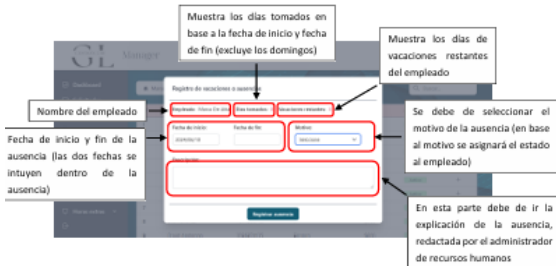 Muestra los días tomados en
base a la fecha de inicio y fecha
de fin (excluye los domingos)
Muestra los días de
vacaciones restantes
del empleado
GL Manager
Dashboard
Registro de vacaciones o ausencias
Nombre del empleado
Empleado
Días tomados
Vacaciones restantes
Se debe de seleccionar el
motivo de la ausencia (en base
al motivo se asignará el estado
al empleado)
Fecha de inicio y fin de la
ausencia (las dos fechas se
intuyen dentro de la
ausencia)
Fecha de inicio
Fecha de fin
Motivo
Descripción
Registrar ausencia
En esta parte debe de ir la
explicación de la ausencia,
redactada por el administrador
de recursos humanos